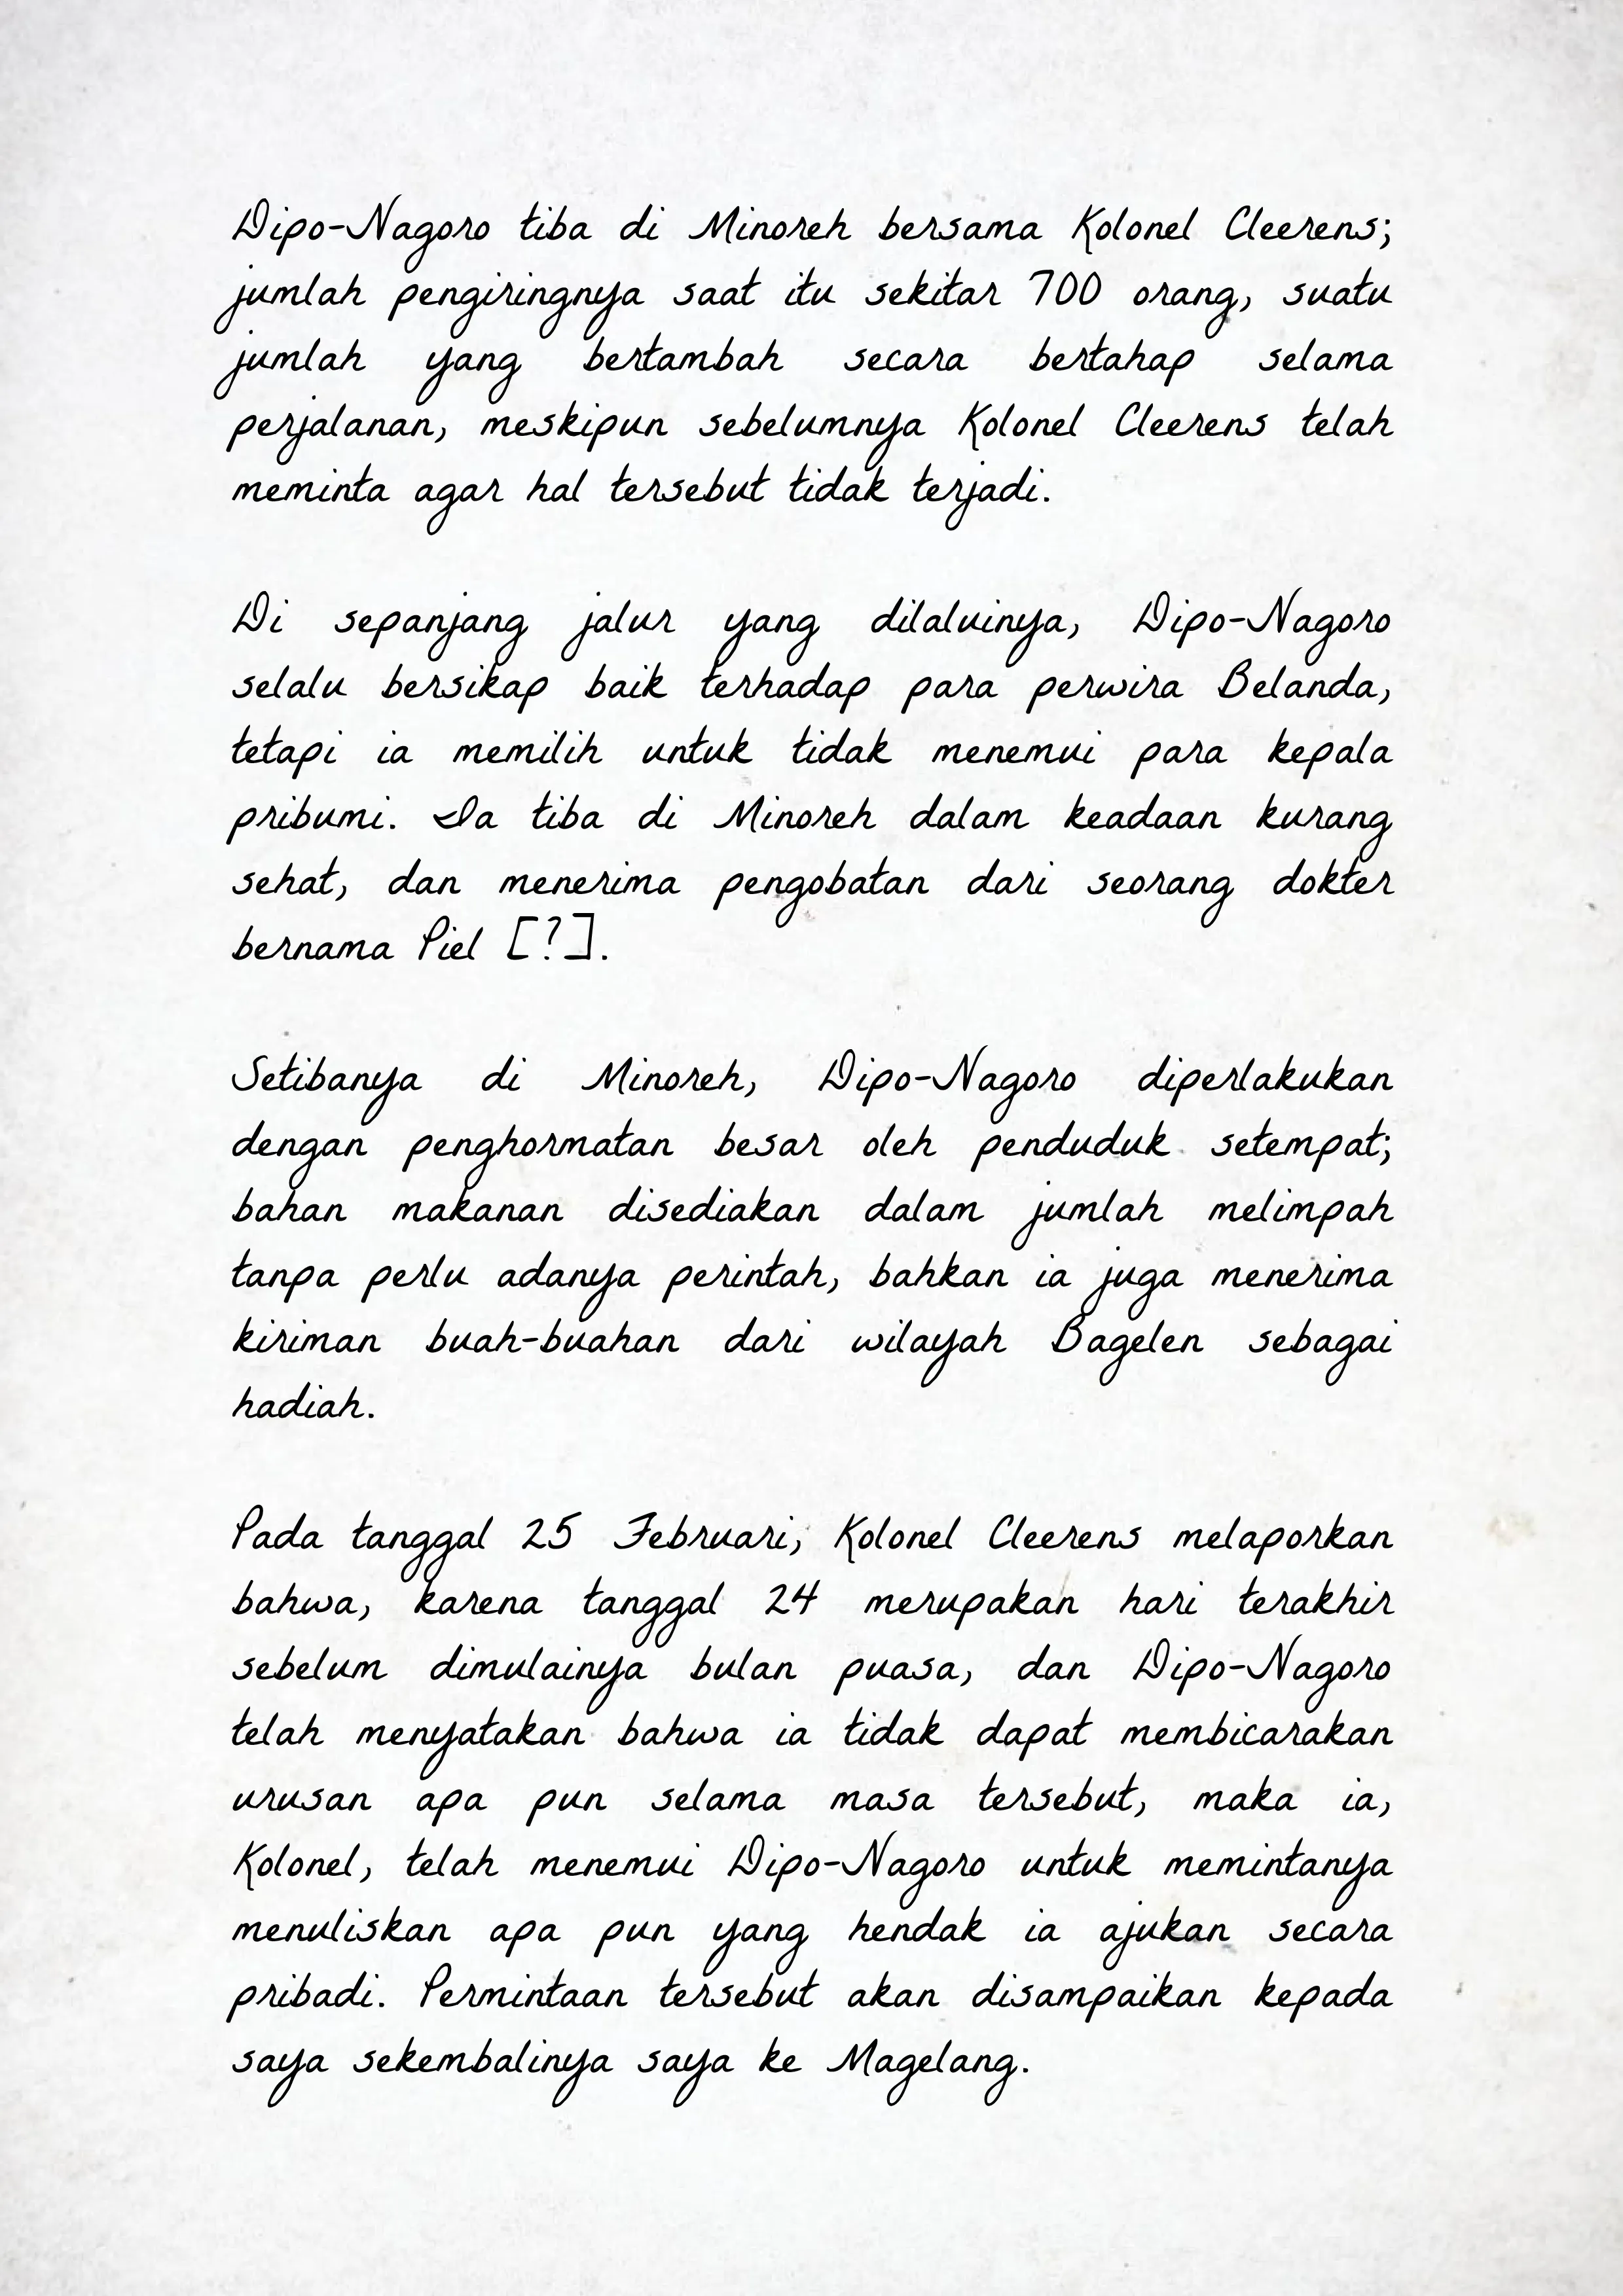 Dipo-Nagoro tiba di Minoreh bersama Kolonel Cleerens;
jumlah pengiringnya saat itu sekitar 700 orang, suatu
jumlah yang bertambah secara bertahap selama
perjalanan, meskipun sebelumnya Kolonel Cleerens telah
meminta agar hal tersebut tidak terjadi.
Di sepanjang jalur yang dilaluinya, Dipo-Nagoro
selalu bersikap baik terhadap para perwira Belanda,
tetapi ia memilih untuk tidak menemui para kepala
pribumi. Ia tiba di Minoreh dalam keadaan kurang
sehat, dan menerima pengobatan dari seorang dokter
bernama Piel [?].
Setibanya di Minoreh, Dipo-Nagoro diperlakukan
dengan penghormatan besar oleh penduduk setempat;
bahan makanan disediakan dalam jumlah melimpah
tanpa perlu adanya perintah, bahkan ia juga menerima
kiriman buah-buahan dari wilayah Bagelen sebagai
hadiah.
Pada tanggal 25 Februari, Kolonel Cleerens melaporkan
bahwa, karena tanggal 24 merupakan hari terakhir
sebelum dimulainya bulan puasa, dan Dipo-Nagoro
telah menyatakan bahwa ia tidak dapat membicarakan
urusan apa pun selama masa tersebut, maka ia,
Kolonel, telah menemui Dipo-Nagoro untuk memintanya
menuliskan apa pun yang hendak ia ajukan secara
pribadi. Permintaan tersebut akan disampaikan kepada
saya sekembalinya saya ke Magelang.